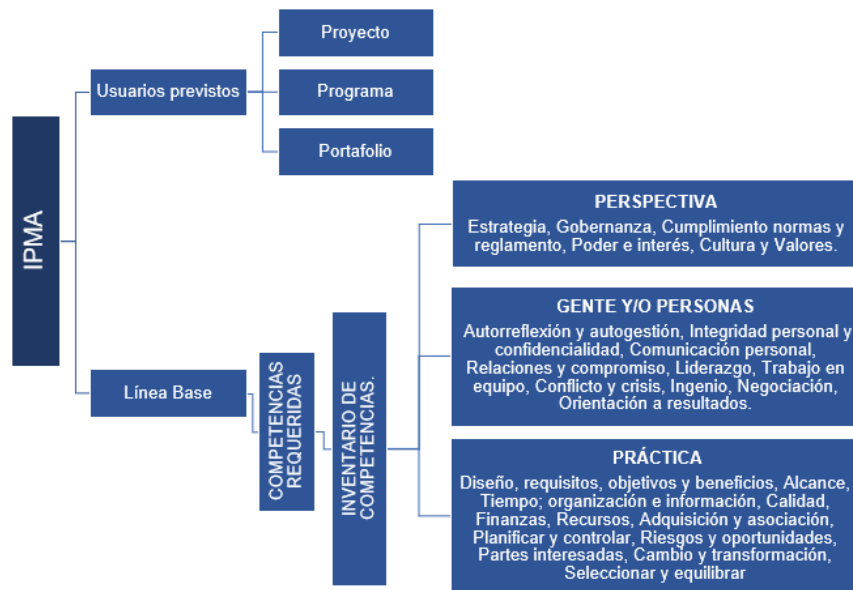 IPMA
Usuarios previstos
Proyecto
Programa
Portafolio
Línea Base
COMPETENCIAS
REQUERIDAS
INVENTARIO DE
COMPETENCIAS.
PERSPECTIVA
Estrategia, Gobernanza, Cumplimiento normas y
reglamento, Poder e interés, Cultura y Valores.
GENTE Y/O PERSONAS
Autorreflexión y autogestión, Integridad personal y
confidencialidad, Comunicación personal,
Relaciones y compromiso, Liderazgo, Trabajo en
equipo, Conflicto y crisis, Ingenio, Negociación,
Orientación a resultados.
PRÁCTICA
Diseño, requisitos, objetivos y beneficios, Alcance,
Tiempo; organización e información, Calidad,
Finanzas, Recursos, Adquisición y asociación,
Planificar y controlar, Riesgos y oportunidades,
Partes interesadas, Cambio y transformación,
Seleccionar y equilibrar